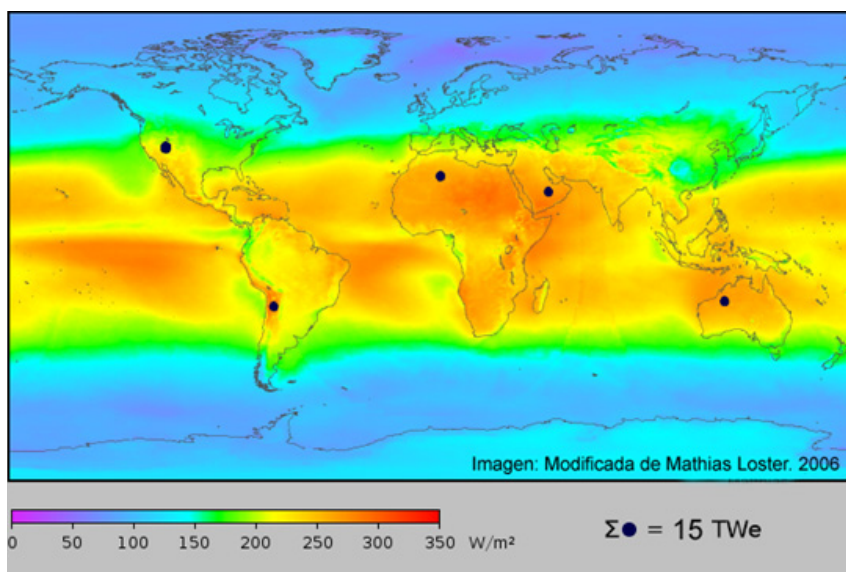 Imagen: Modificada de Mathias Loster. 2006
0 50 100 150 200 250 300 350 W/m²
Σ● = 15 TWe